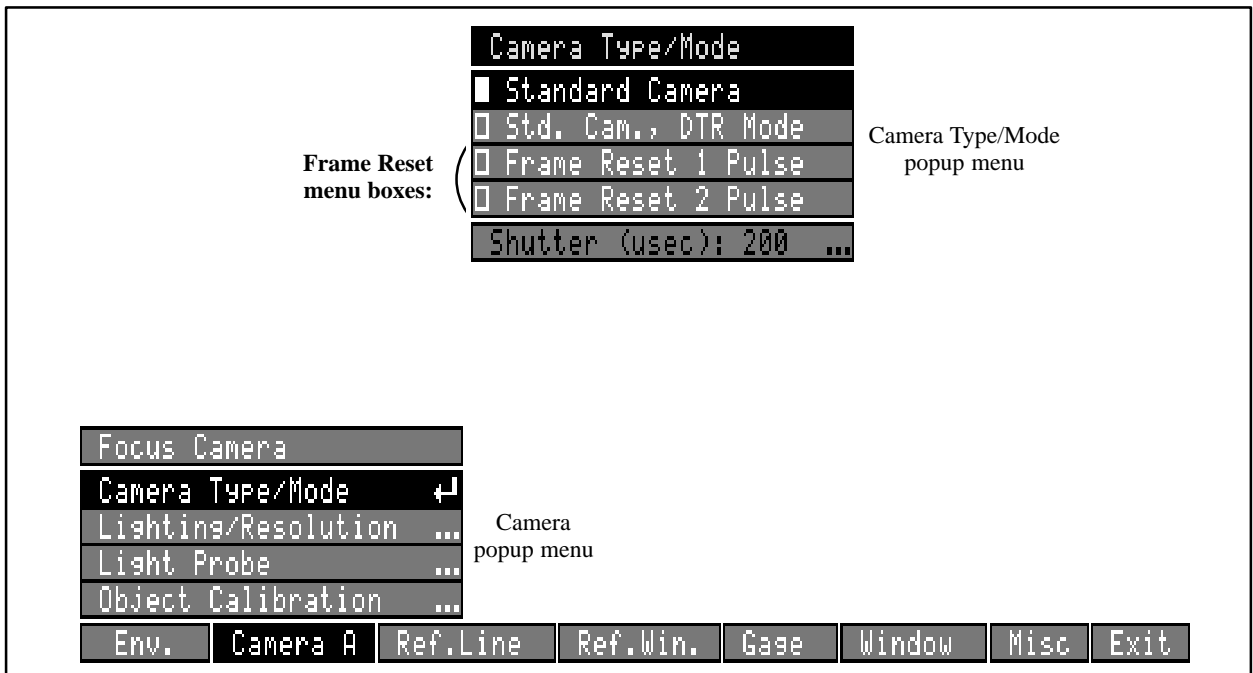 Camera Type/Mode
Standard Camera
Std. Cam., DTR Mode
Frame Reset 1 Pulse
Frame Reset 2 Pulse
Shutter (usec): 200 ...
Frame Reset
menu boxes:
Camera Type/Mode
popup menu
Focus Camera
Camera Type/Mode
Lighting/Resolution ...
Light Probe ...
Object Calibration ...
Camera
popup menu
Env. Camera A Ref.Line Ref.Win. Gage Window Misc Exit